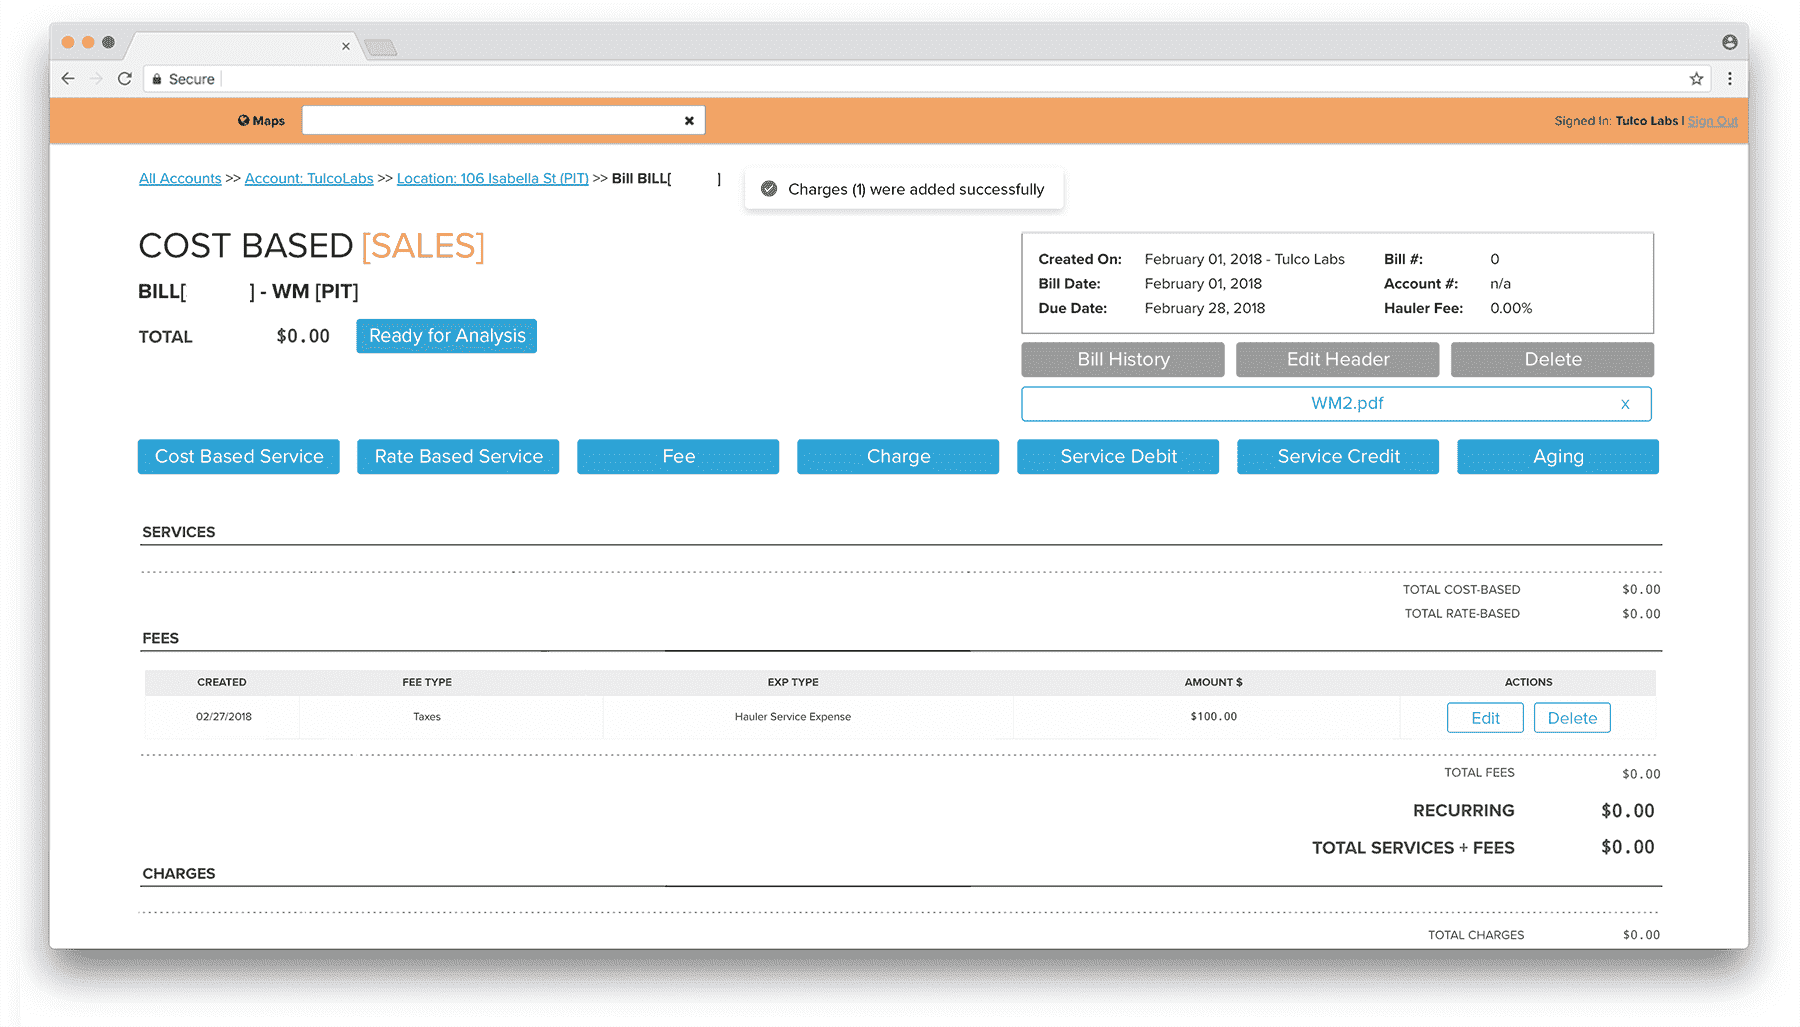 Secure
Maps
Signed In: Tulco Labs | Sign Out
All Accounts >> Account: TulcoLabs >> Location: 106 Isabella St (PIT) >> Bill BILL[ ]
Charges (1) were added successfully
COST BASED [SALES]
BILL[ ] - WM [PIT]
TOTAL $0.00 Ready for Analysis
Created On: February 01, 2018 - Tulco Labs Bill #: 0
Bill Date: February 01, 2018 Account #: n/a
Due Date: February 28, 2018 Hauler Fee: 0.00%
Bill History Edit Header Delete
WM2.pdf x
Cost Based Service Rate Based Service Fee Charge Service Debit Service Credit Aging
SERVICES
TOTAL COST-BASED $0.00
TOTAL RATE-BASED $0.00
FEES
CREATED FEE TYPE EXP TYPE AMOUNT $ ACTIONS
02/27/2018 Taxes Hauler Service Expense $100.00 Edit Delete
TOTAL FEES $0.00
RECURRING $0.00
TOTAL SERVICES + FEES $0.00
CHARGES
TOTAL CHARGES $0.00